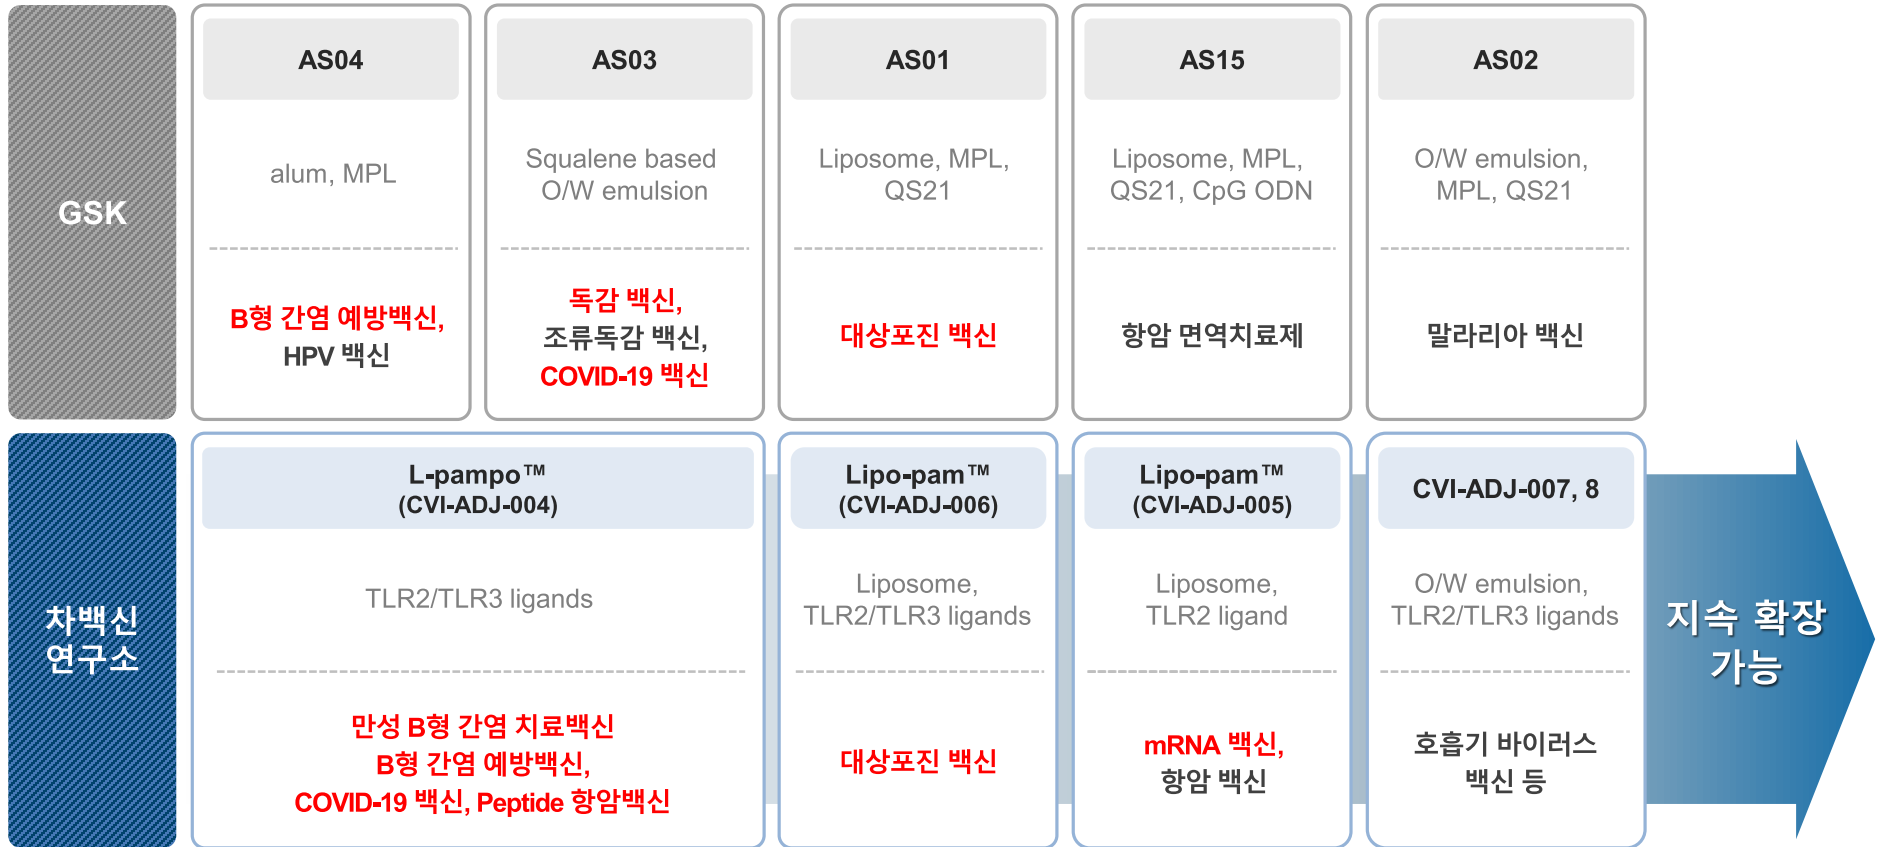 GSK
AS04
alum, MPL
B형 간염 예방백신,
HPV 백신
AS03
Squalene based
O/W emulsion
독감 백신,
조류독감 백신,
COVID-19 백신
AS01
Liposome, MPL,
QS21
대상포진 백신
AS15
Liposome, MPL,
QS21, CpG ODN
항암 면역치료제
AS02
O/W emulsion,
MPL, QS21
말라리아 백신
차백신
연구소
L-pampo™
(CVI-ADJ-004)
TLR2/TLR3 ligands
만성 B형 간염 치료백신
B형 간염 예방백신,
COVID-19 백신, Peptide 항암백신
Lipo-pam™
(CVI-ADJ-006)
Liposome,
TLR2/TLR3 ligands
대상포진 백신
Lipo-pam™
(CVI-ADJ-005)
Liposome,
TLR2 ligand
mRNA 백신,
항암 백신
CVI-ADJ-007, 8
O/W emulsion,
TLR2/TLR3 ligands
호흡기 바이러스
백신 등
지속 확장
가능